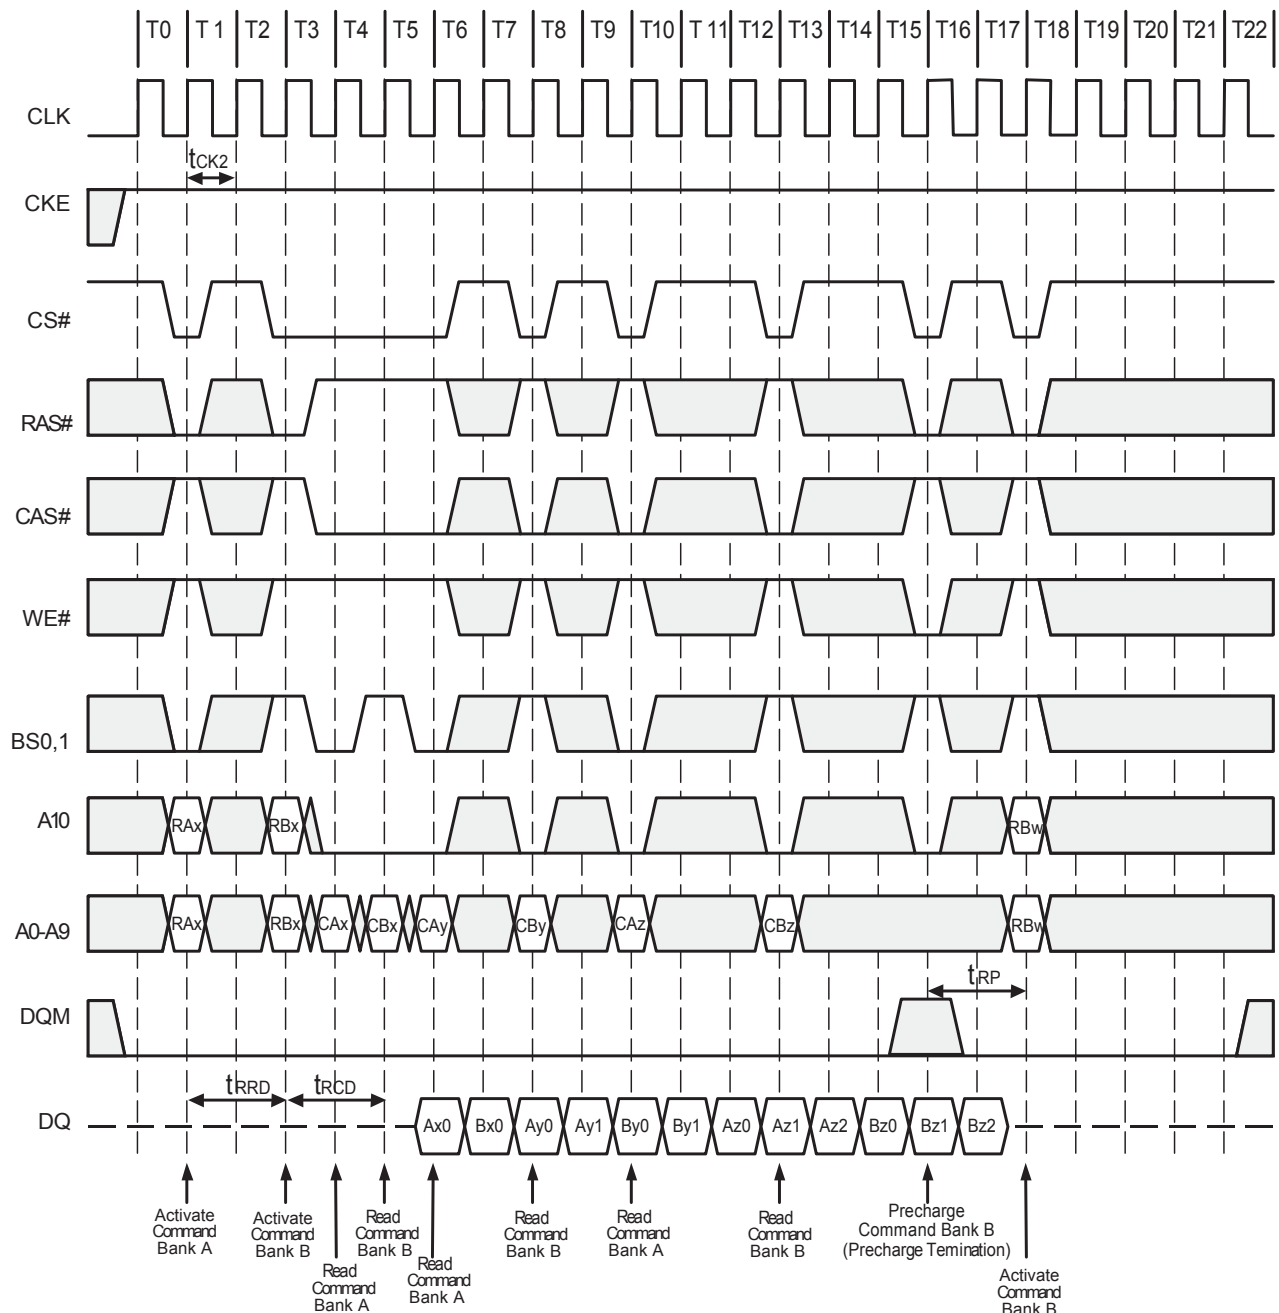 T0 T 1 T2 T3 T4 T5 T6 T7 T8 T9 T10 T 11 T12 T13 T14 T15 T16 T17 T18 T19 T20 T21 T22
CLK
tCK2
CKE
CS#
RAS#
CAS#
WE#
BS0,1
A10
RAx RBx RBw
A0-A9
RAx RBx CAx CBx CAy CBy CAz CBz RBw
tRP
DQM
tRRD tRCD
DQ
Ax0 Bx0 Ay0 Ay1 By0 By1 Az0 Az1 Az2 Bz0 Bz1 Bz2
Activate
Command
Bank A
Activate
Command
Bank B
Read
Command
Bank A
Read
Command
Bank B
Read
Command
Bank A
Read
Command
Bank B
Read
Command
Bank A
Read
Command
Bank B
Precharge
Command Bank B
(Precharge Temination)
Activate
Command
Bank B